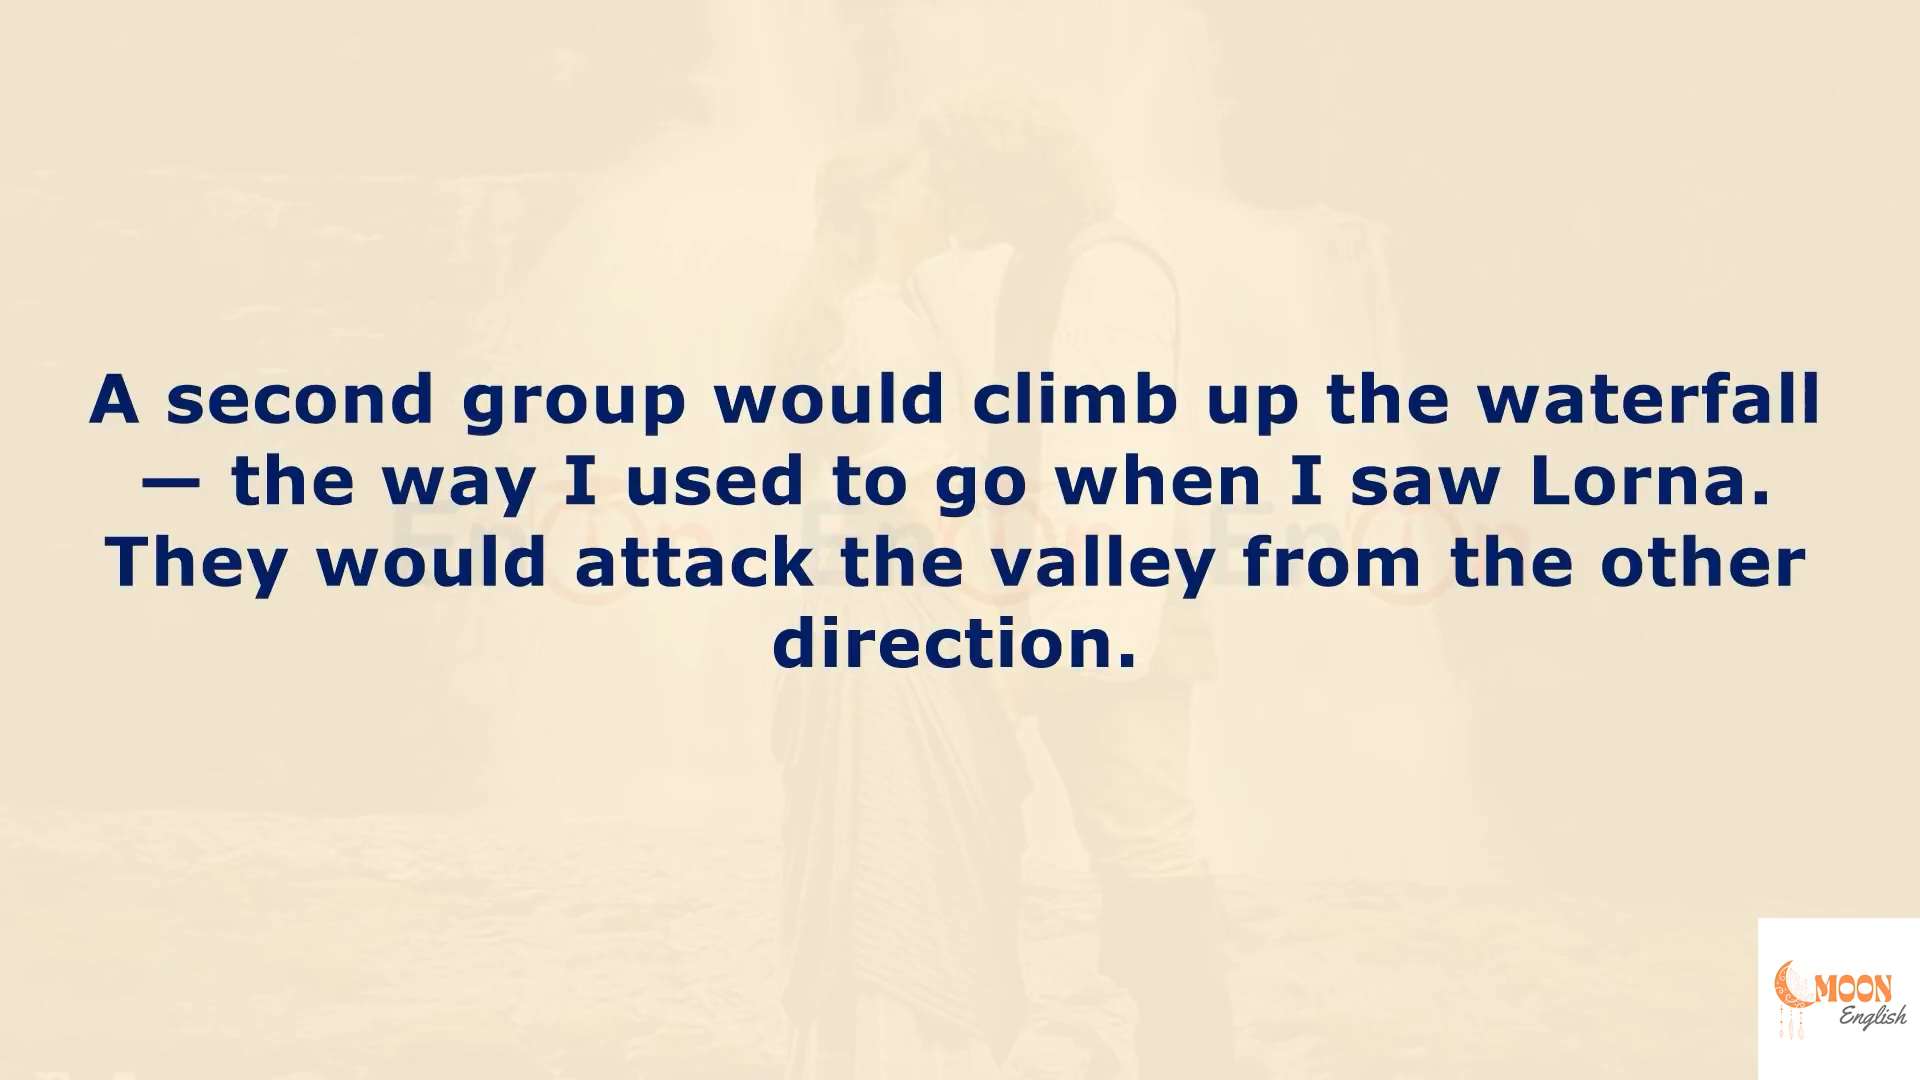 A second group would climb up the waterfall
— the way I used to go when I saw Lorna.
They would attack the valley from the other
direction.
MOON
English